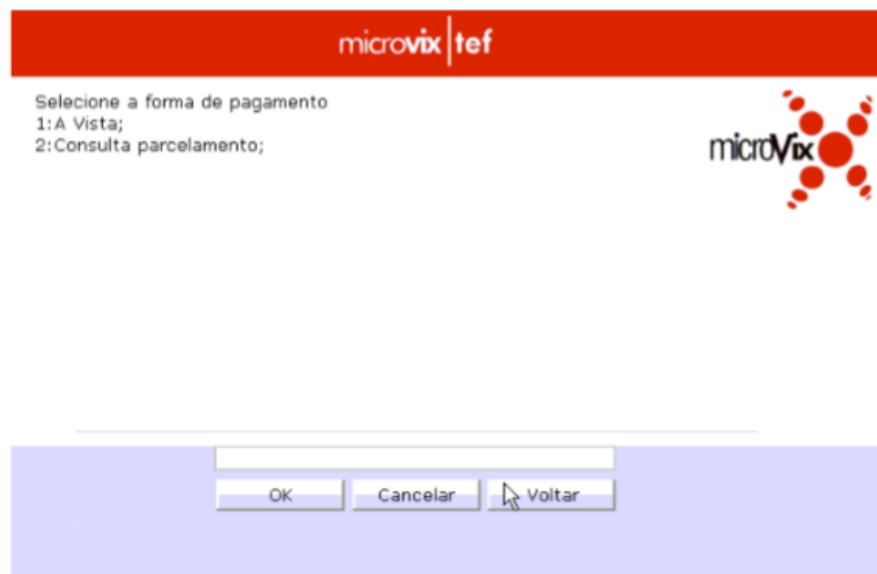 microvix|tef
Selecione a forma de pagamento
1:A Vista;
2:Consulta parcelamento;
microVix
OK
Cancelar
Voltar